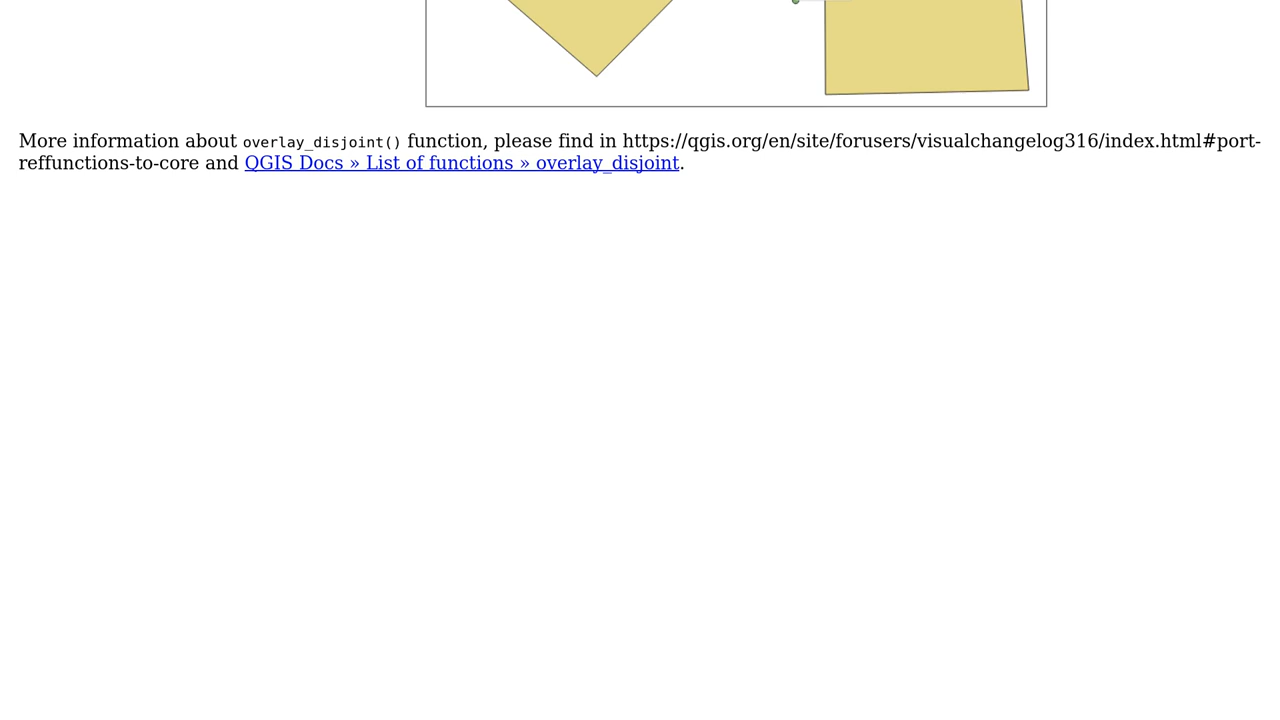 More information about overlay_disjoint() function, please find in https://qgis.org/en/site/forusers/visualchangelog316/index.html#port-
reffunctions-to-core and QGIS Docs » List of functions » overlay_disjoint.